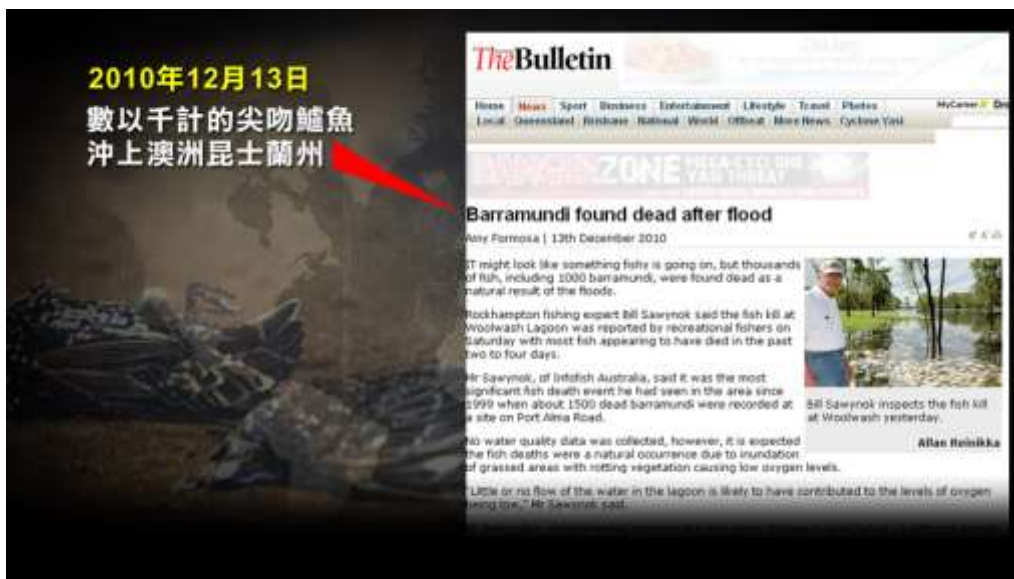 2010年12月13日
數以千計的尖吻鱸魚
沖上澳洲昆士蘭州
The Bulletin
Home News Sport Business Entertainment Lifestyle Travel Photos MyCareer
Local Queensland Brisbane National World Offbeat More News Cyclone Yasi
ZONE MEGA-CYCLONE
YASI THREAT
Barramundi found dead after flood
Amy Formosa | 13th December 2010
IT might look like something fishy is going on, but thousands
of fish, including 1000 barramundi, were found dead as a
natural result of the floods.
Rockhampton fishing expert Bill Sawynok said the fish kill at
Woolwash Lagoon was reported by recreational fishers on
Saturday with most fish appearing to have died in the past
two to four days.
Mr Sawynok, of Infofish Australia, said it was the most
significant fish death event he had seen in the area since
1999 when about 1500 dead barramundi were recorded at
a site on Port Alma Road.
Bill Sawynok inspects the fish kill
at Woolwash yesterday.
Allan Reinikka
No water quality data was collected, however, it is expected
the fish deaths were a natural occurrence due to inundation
of grassed areas with rotting vegetation causing low oxygen levels.
"Little or no flow of the water in the lagoon is likely to have contributed to the levels of oxygen
being low," Mr Sawynok said.